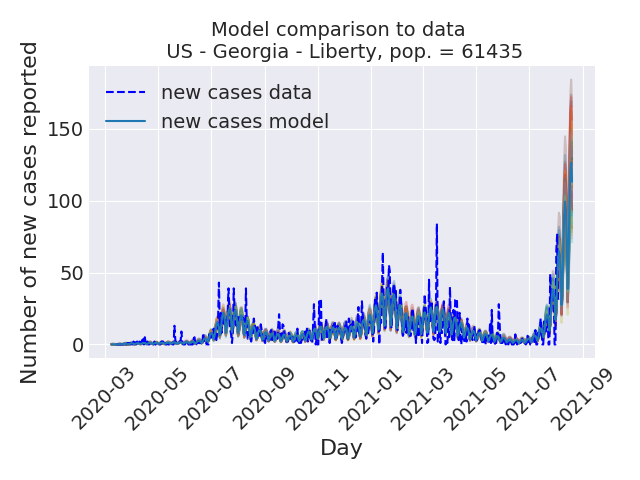 Model comparison to data
US - Georgia - Liberty, pop. = 61435
new cases data
new cases model
Number of new cases reported
150
100
50
0
2020-03
2020-05
2020-07
2020-09
2020-11
2021-01
2021-03
2021-05
2021-07
2021-09
Day